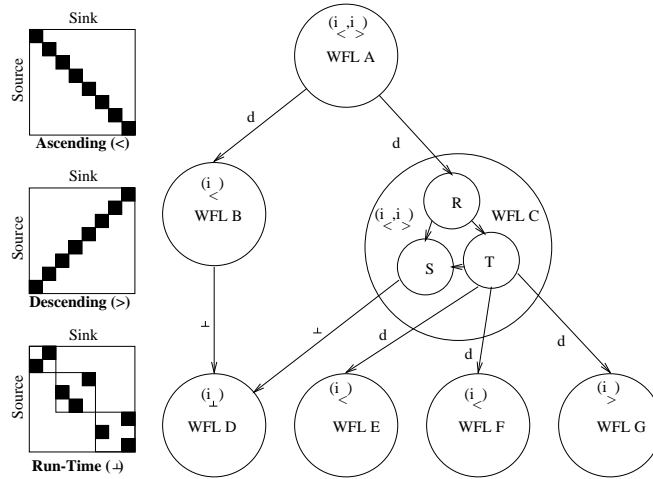 Sink
Source
Ascending (<)
Sink
Source
Descending (>)
Sink
Source
Run-Time (⊥)
(i<,i>)
WFL A
d
d
(i<)
WFL B
(i<,i>)
WFL C
R
S
T
⊥
⊥
d
d
d
(i⊥)
WFL D
(i<)
WFL E
(i<)
WFL F
(i>)
WFL G